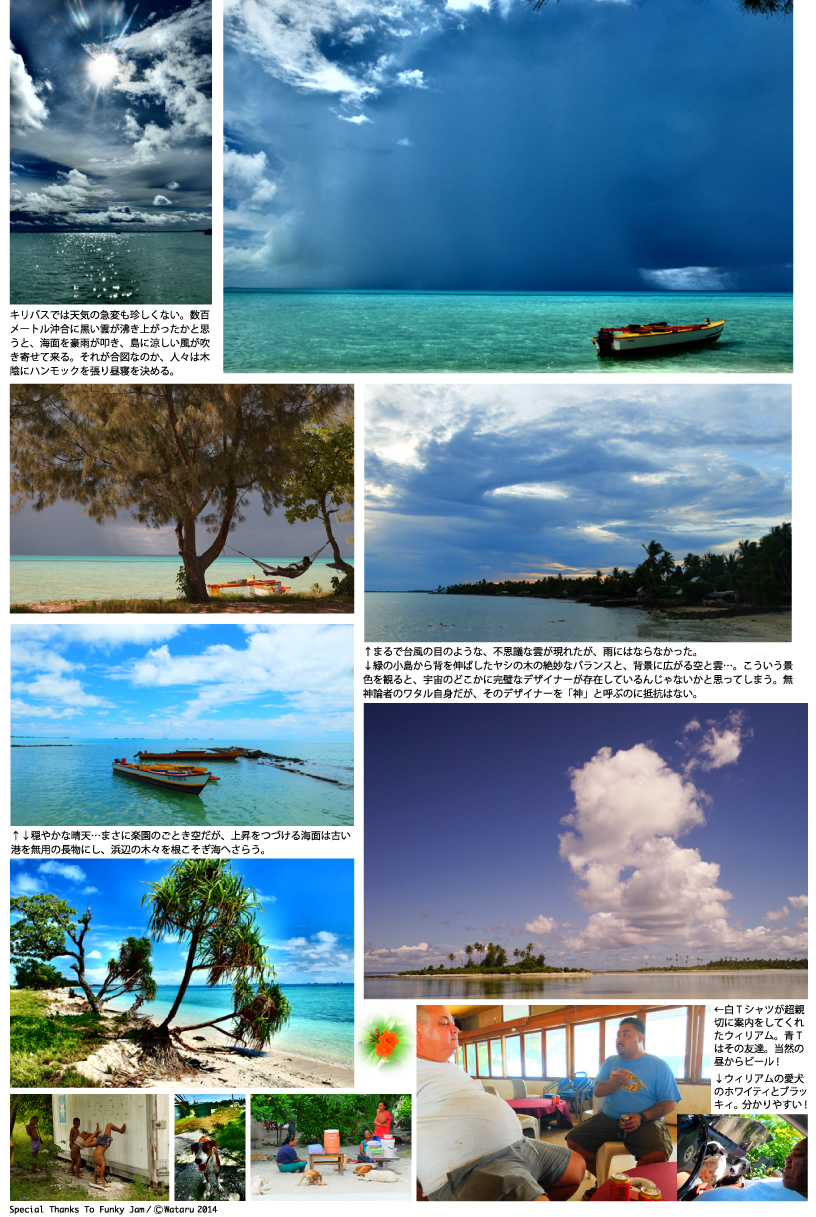 キリバスでは天気の急変も珍しくない。数百
メートル沖合に黒い雲が沸き上がったかと思
うと、海面を豪雨が叩き、島に涼しい風が吹
き寄せて来る。それが合図なのか、人々は木
陰にハンモックを張り昼寝を決める。
↑まるで台風の目のような、不思議な雲が現れたが、雨にはならなかった。
↓緑の小島から背を伸ばしたヤシの木の絶妙なバランスと、背景に広がる空と雲…。こういう景
色を観ると、宇宙のどこかに完璧なデザイナーが存在しているんじゃないかと思ってしまう。無
神論者のワタル自身だが、そのデザイナーを「神」と呼ぶのに抵抗はない。
↑↓穏やかな晴天…まさに楽園のごとき空だが、上昇をつづける海面は古い
港を無用の長物にし、浜辺の木々を根こそぎ海へさらう。
←白Tシャツが超親
切に案内をしてくれ
たウィリアム。青T
はその友達。当然の
昼からビール！
↓ウィリアムの愛犬
のホワイティとブラッ
キィ。分かりやすい！
Special Thanks To Funky Jam/©Wataru 2014